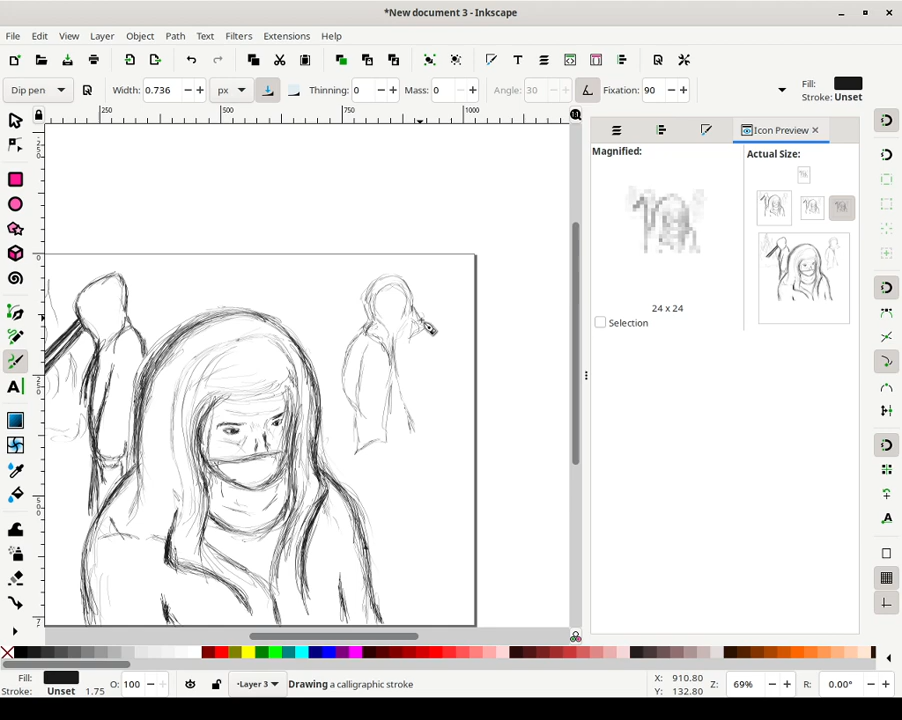 *New document 3 - Inkscape
File Edit View Layer Object Path Text Filters Extensions Help
Dip pen Width: 0.736 px Thinning: 0 Mass: 0 Angle: 30 Fixation: 90 Fill:
Stroke: Unset
250 500 750 1000
Icon Preview
Magnified: Actual Size:
24 x 24
Selection
Fill:
Stroke: Unset 1.75 O: 100 •Layer 3 Drawing a calligraphic stroke X: 910.80 Z: 69% R: 0.00°
Y: 132.80